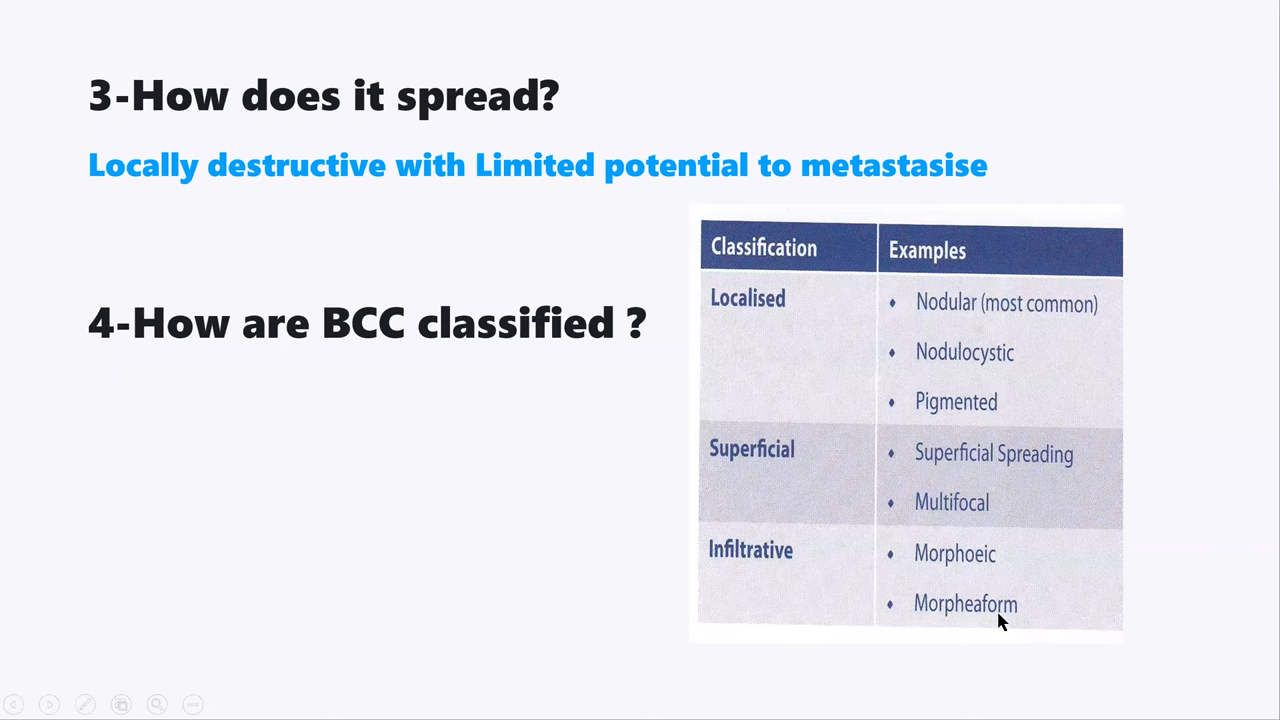 3-How does it spread?
Locally destructive with Limited potential to metastasise
4-How are BCC classified ?
Classification Examples
Localised • Nodular (most common)
• Nodulocystic
• Pigmented
Superficial • Superficial Spreading
• Multifocal
Infiltrative • Morphoeic
• Morpheaform